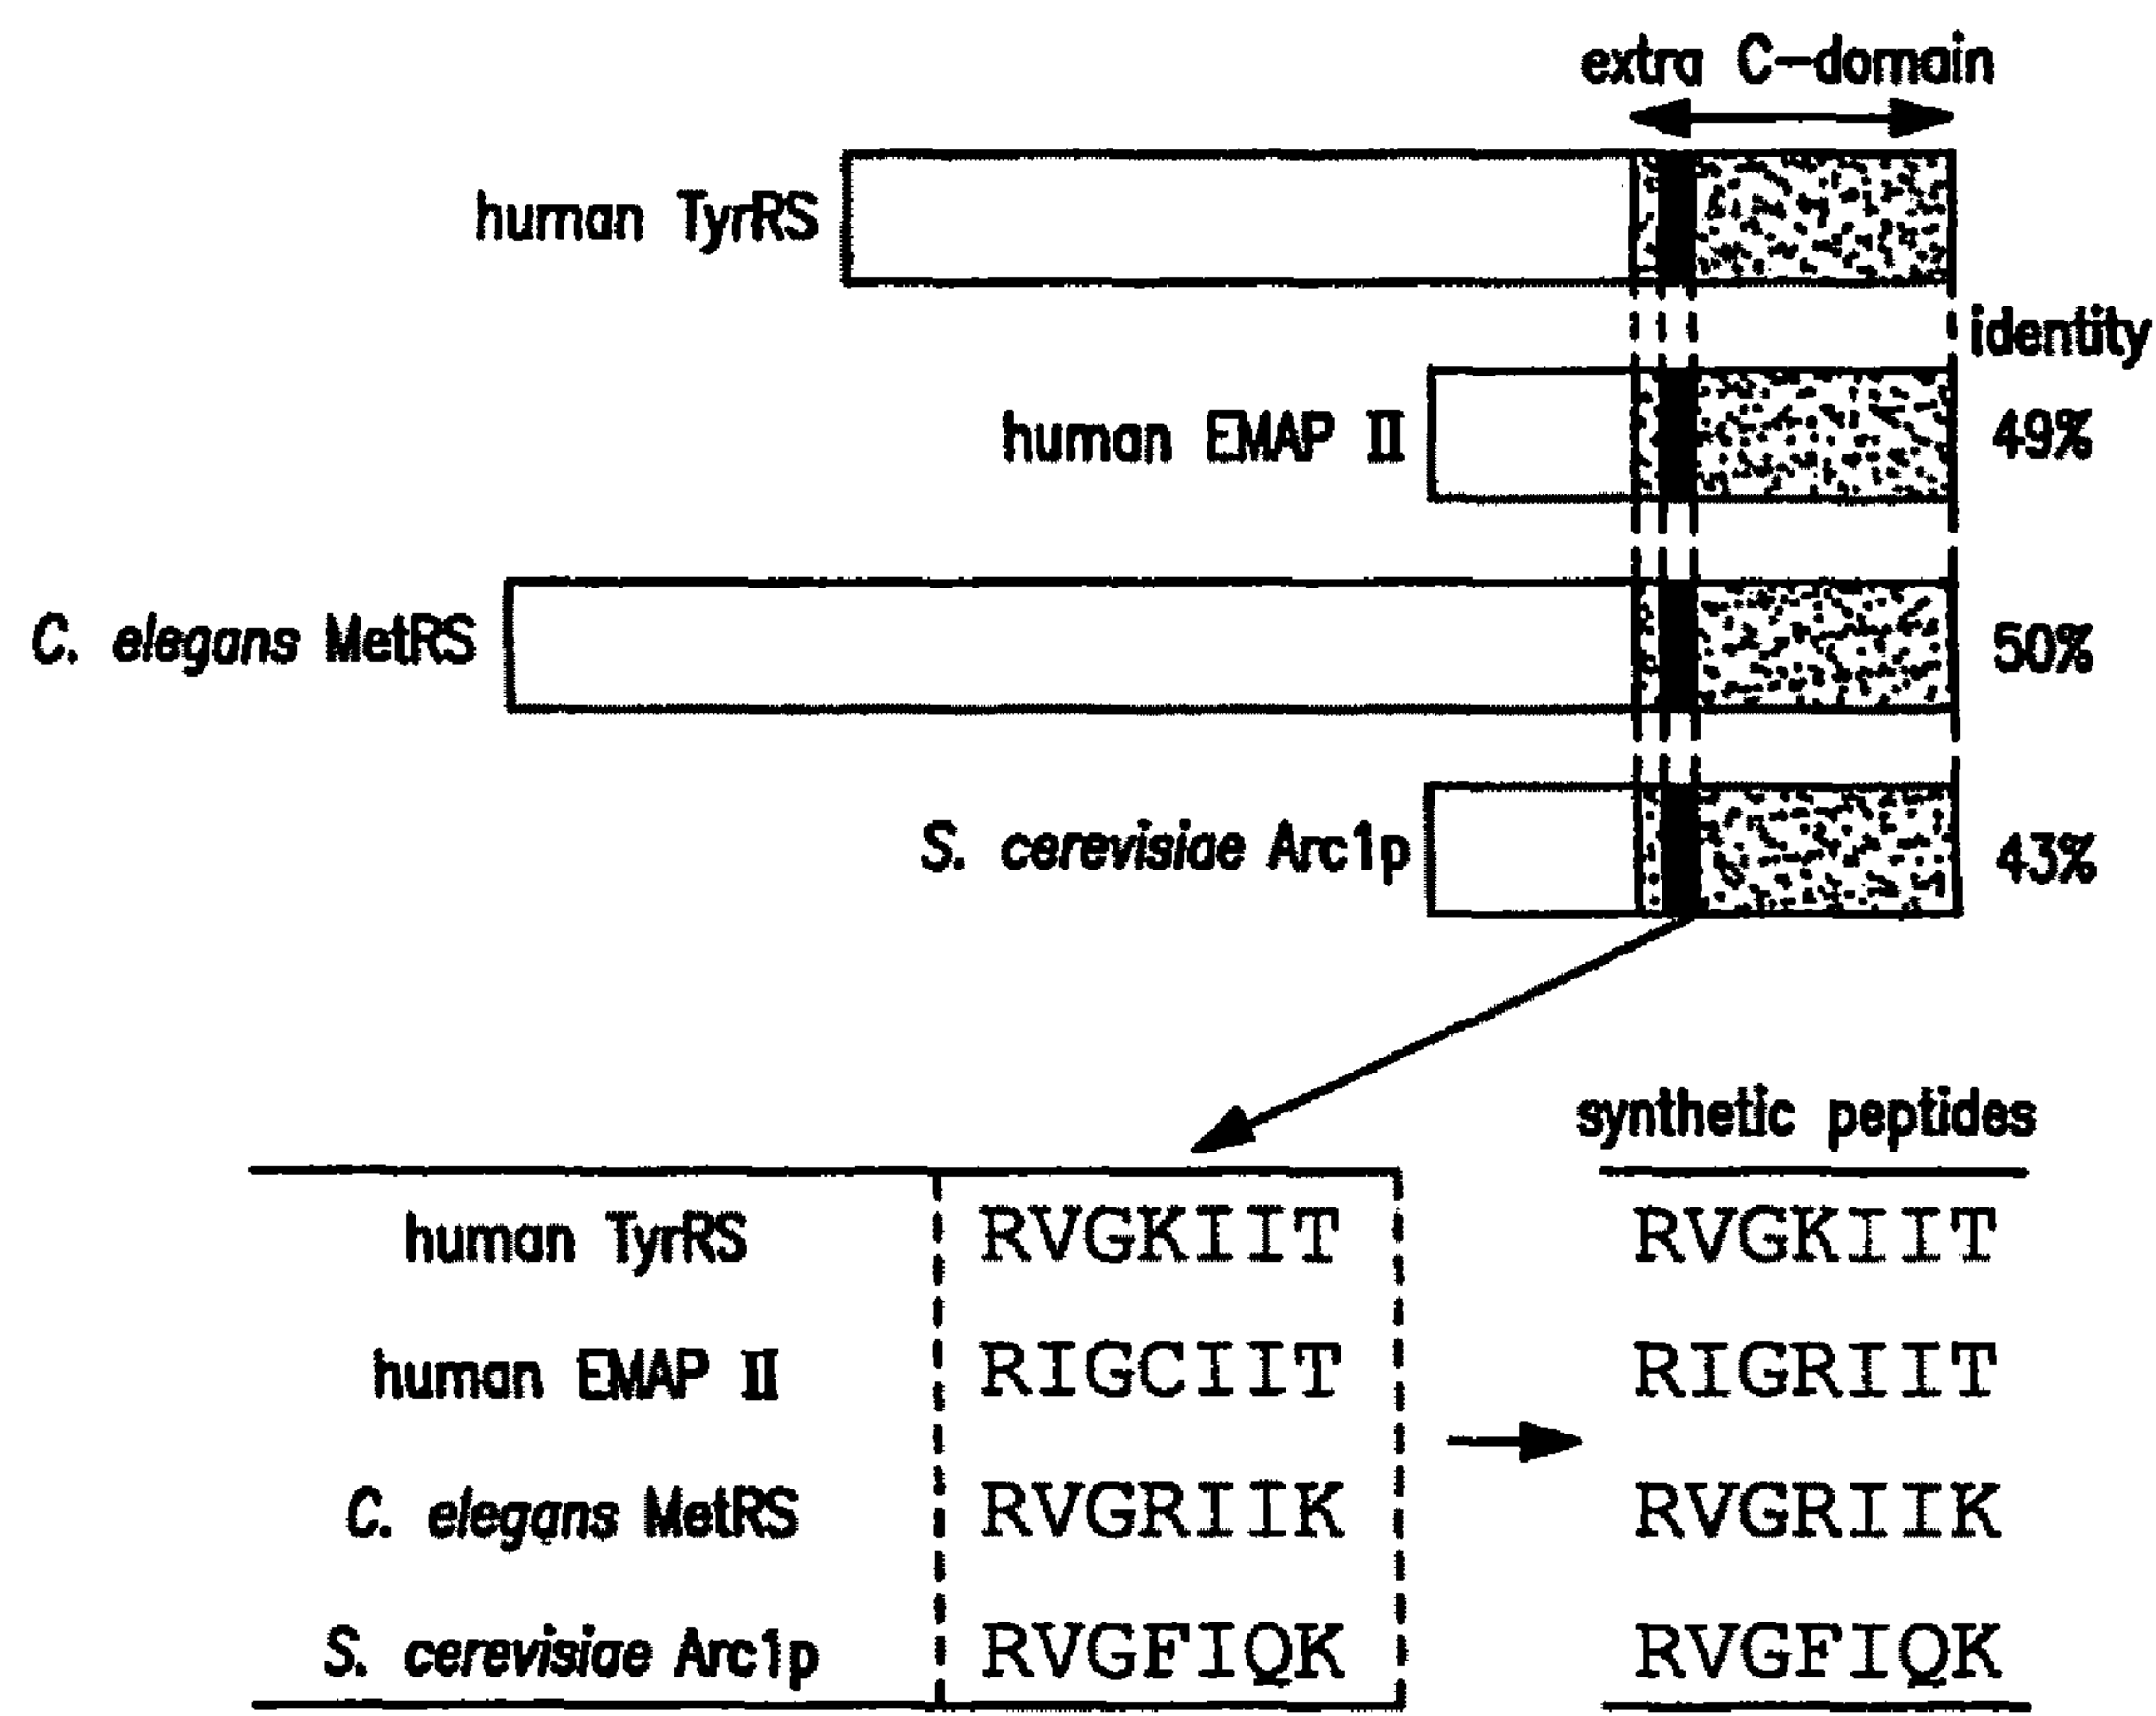 extra C-domain
human TyrRS
identity
human EMAP II 49%
C. elegans MetRS 50%
S. cerevisiae Arc1p 43%
synthetic peptides
human TyrRS RVGKIIT RVGKIIT
human EMAP II RIGCIIT RIGRIIT
C. elegans MetRS RVGRIIK RVGRIIK
S. cerevisiae Arc1p RVGFIQK RVGFIQK